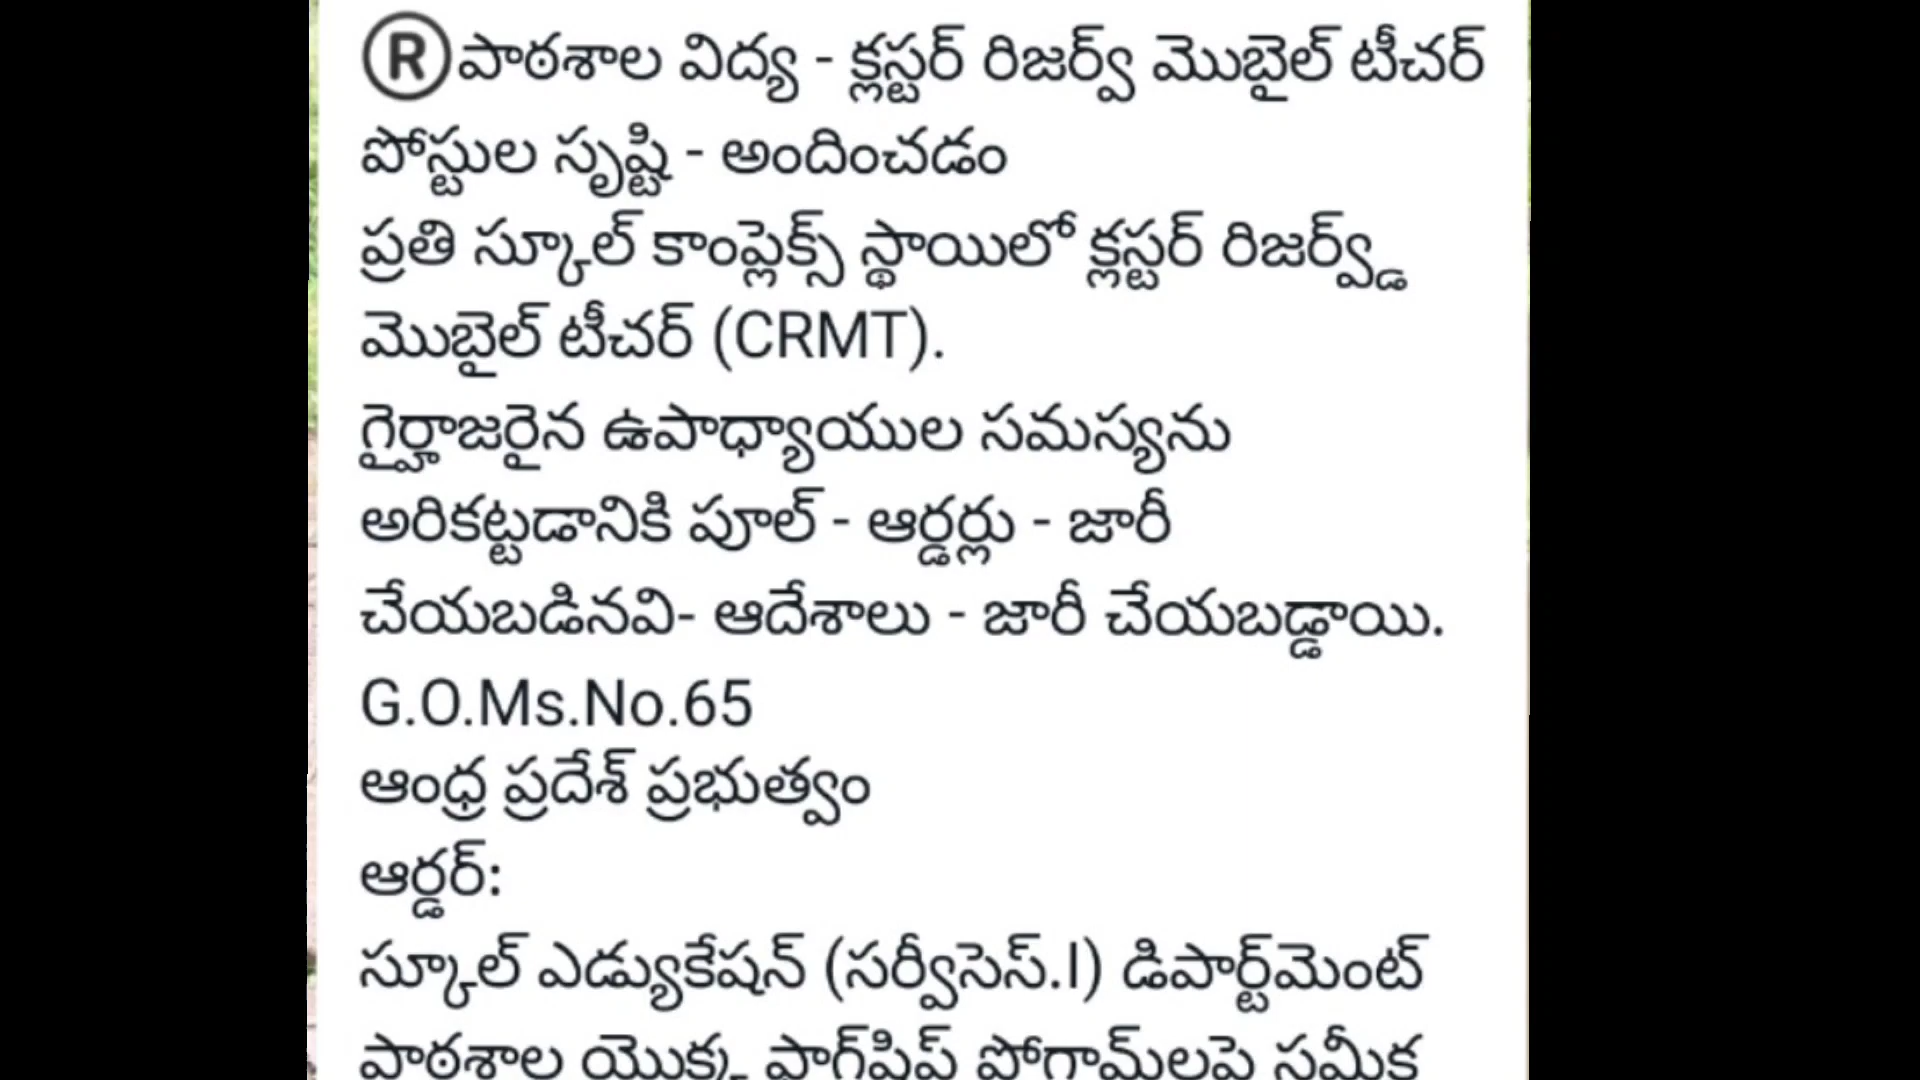 Ⓡపాఠశాల విద్య - క్లస్టర్ రిజర్వ్ మొబైల్ టీచర్
పోస్టుల సృష్టి - అందించడం
ప్రతి స్కూల్ కాంప్లెక్స్ స్థాయిలో క్లస్టర్ రిజర్వ్డ్
మొబైల్ టీచర్ (CRMT).
గైర్హాజరైన ఉపాధ్యాయుల సమస్యను
అరికట్టడానికి పూల్ - ఆర్డర్లు - జారీ
చేయబడినవి- ఆదేశాలు - జారీ చేయబడ్డాయి.
G.O.Ms.No.65
ఆంధ్ర ప్రదేశ్ ప్రభుత్వం
ఆర్డర్:
స్కూల్ ఎడ్యుకేషన్ (సర్వీసెస్.I) డిపార్ట్‌మెంట్
పాఠశాల యొక్క